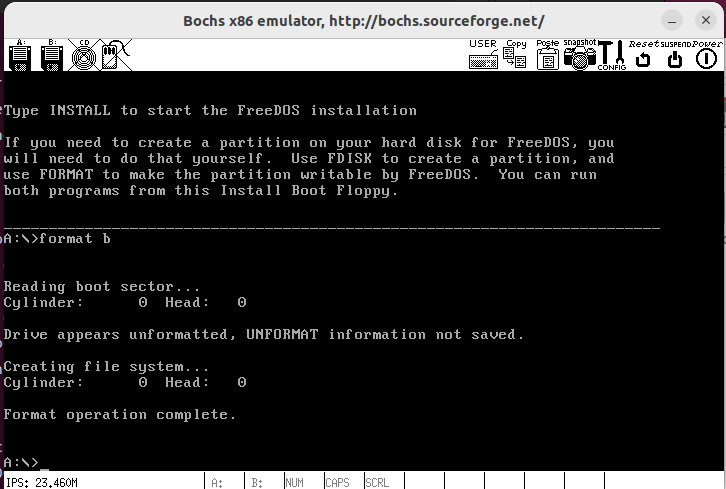 Bochs x86 emulator, http://bochs.sourceforge.net/
A: B: CD USER Copy Paste snapshot CONFIG Reset SUSPEND Power
Type INSTALL to start the FreeDOS installation
If you need to create a partition on your hard disk for FreeDOS, you
will need to do that yourself.  Use FDISK to create a partition, and
use FORMAT to make the partition writable by FreeDOS.  You can run
both programs from this Install Boot Floppy.
A:\>format b
Reading boot sector...
Cylinder:      0  Head:   0
Drive appears unformatted, UNFORMAT information not saved.
Creating file system...
Cylinder:      0  Head:   0
Format operation complete.
A:\>_
IPS: 23.460M A: B: NUM CAPS SCRL